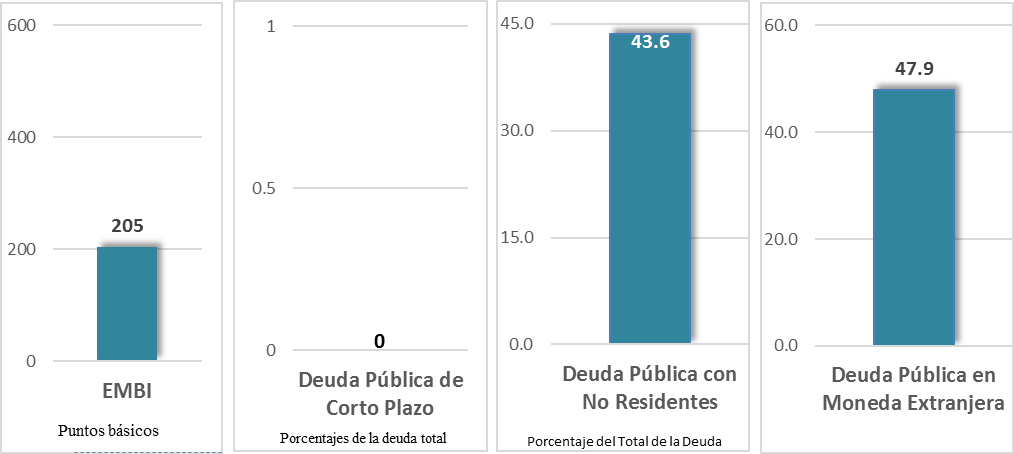 600
400
200
0
205
EMBI
Puntos básicos
1
0.5
0
0
Deuda Pública de
Corto Plazo
Porcentajes de la deuda total
45.0
30.0
15.0
0.0
43.6
Deuda Pública con
No Residentes
Porcentaje del Total de la Deuda
60.0
40.0
20.0
0.0
47.9
Deuda Pública en
Moneda Extranjera